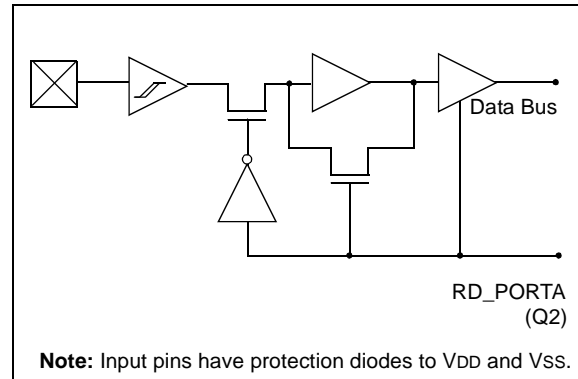 Data Bus
RD_PORTA
(Q2)
Note: Input pins have protection diodes to VDD and VSS.